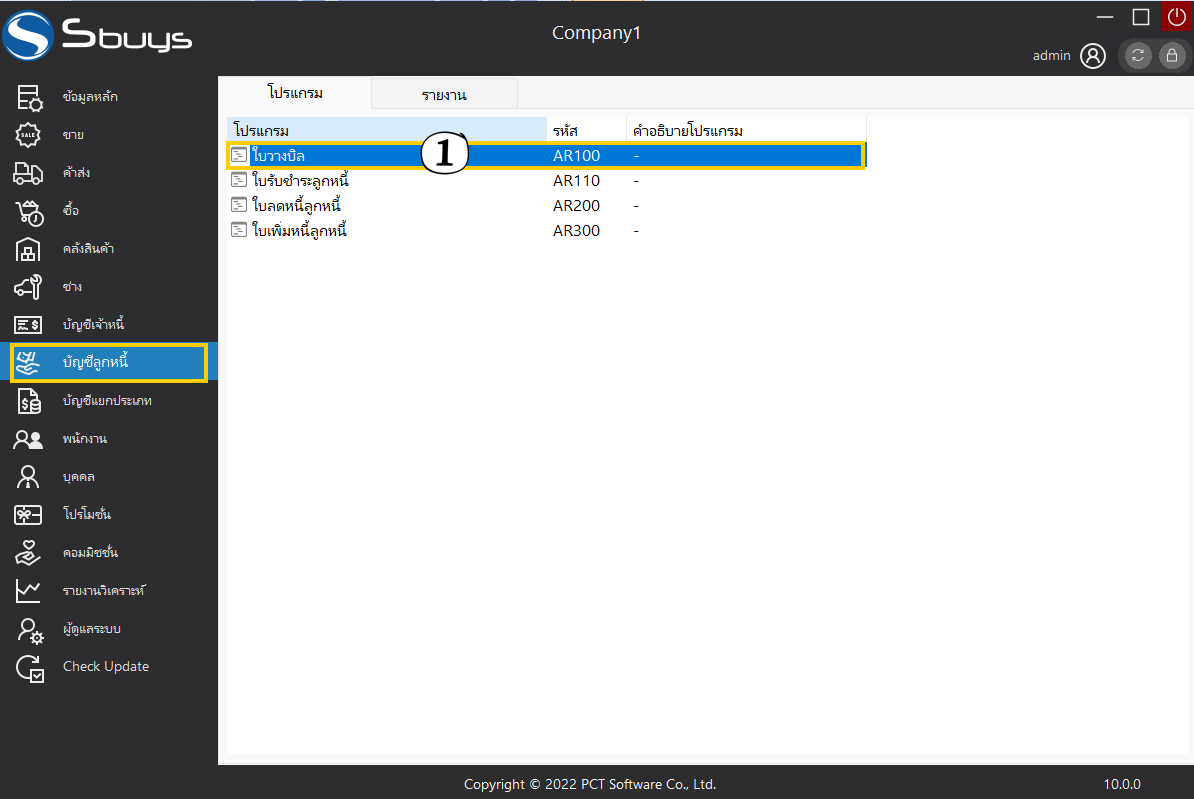 Sbuys
Company1
admin
ข้อมูลหลัก
ขาย
ค้าส่ง
ซื้อ
คลังสินค้า
ช่าง
บัญชีเจ้าหนี้
บัญชีลูกหนี้
บัญชีแยกประเภท
พนักงาน
บุคคล
โปรโมชั่น
คอมมิชชั่น
รายงานวิเคราะห์
ผู้ดูแลระบบ
Check Update
โปรแกรม รายงาน
โปรแกรม รหัส คำอธิบายโปรแกรม
ใบวางบิล 1 AR100 -
ใบรับชำระลูกหนี้ AR110 -
ใบลดหนี้ลูกหนี้ AR200 -
ใบเพิ่มหนี้ลูกหนี้ AR300 -
Copyright © 2022 PCT Software Co., Ltd. 10.0.0